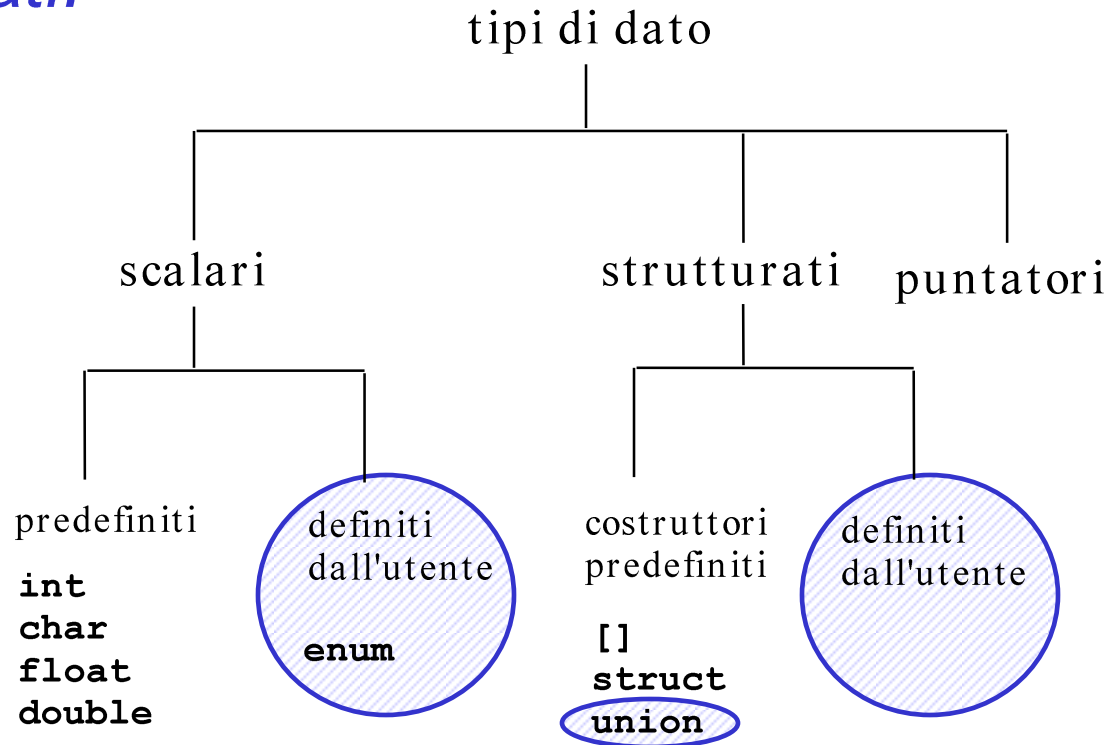 tipi di dato
scalari
strutturati
puntatori
predefiniti
int
char
float
double
definiti
dall'utente
enum
costruttori
predefiniti
[]
struct
union
definiti
dall'utente